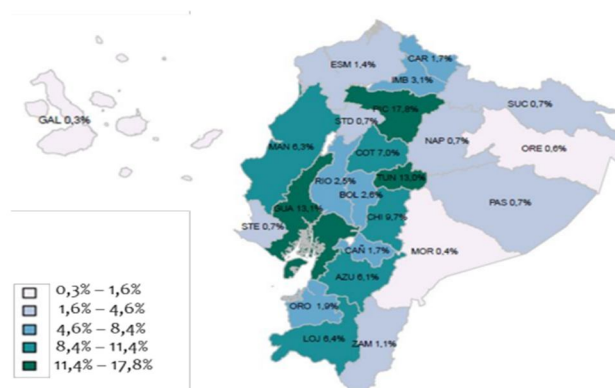 ESM 1,4%
CAR 1,7%
IMB 3,1%
PIC 17,8%
SUC 0,7%
GAL 0,3%
STD 0,7%
NAP 0,7%
ORE 0,6%
MAN 6,3%
COT 7,0%
TUN 13,0%
RIO 2,5%
BOL 2,6%
CHI 9,7%
PAS 0,7%
GUA 13,1%
STE 0,7%
CAÑ 1,7%
MOR 0,4%
AZU 6,1%
ORO 1,9%
LOJ 6,4%
ZAM 1,1%
0,3% – 1,6%
1,6% – 4,6%
4,6% – 8,4%
8,4% – 11,4%
11,4% – 17,8%